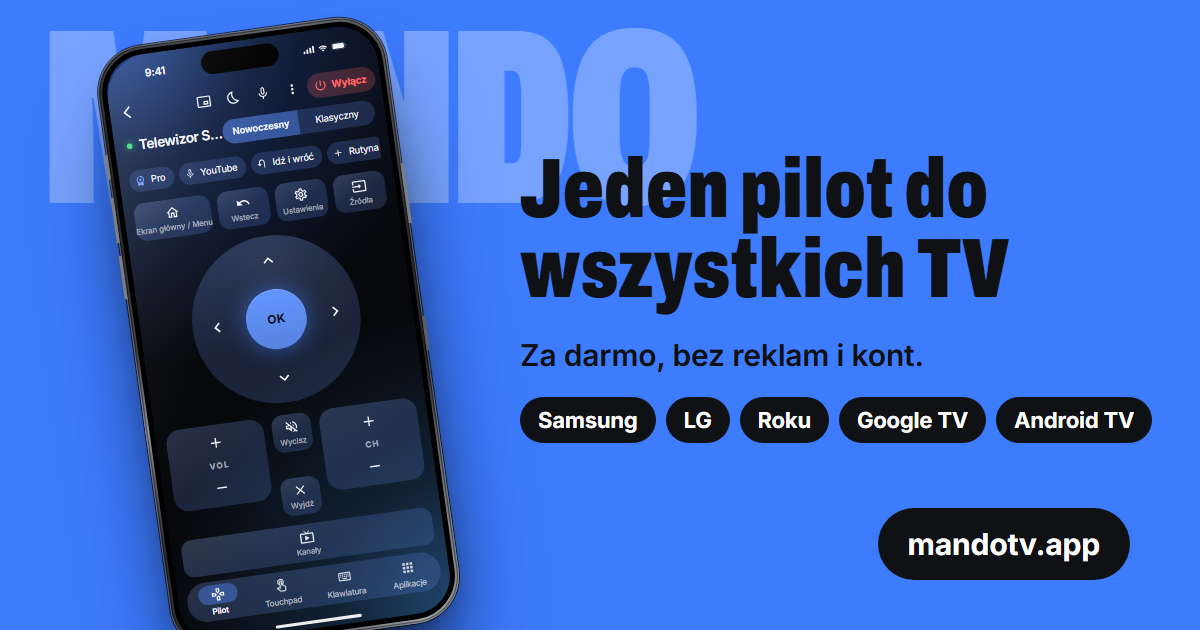 MANDO
9:41
Wyłącz
Telewizor S...
Nowoczesny
Klasyczny
Pro
YouTube
Idź i wróć
+ Rutyna
Ekran główny / Menu
Wstecz
Ustawienia
Źródła
OK
+
VOL
−
Wycisz
Wyjdź
+
CH
−
Kanały
Pilot
Touchpad
Klawiatura
Aplikacje
Jeden pilot do
wszystkich TV
Za darmo, bez reklam i kont.
Samsung
LG
Roku
Google TV
Android TV
mandotv.app